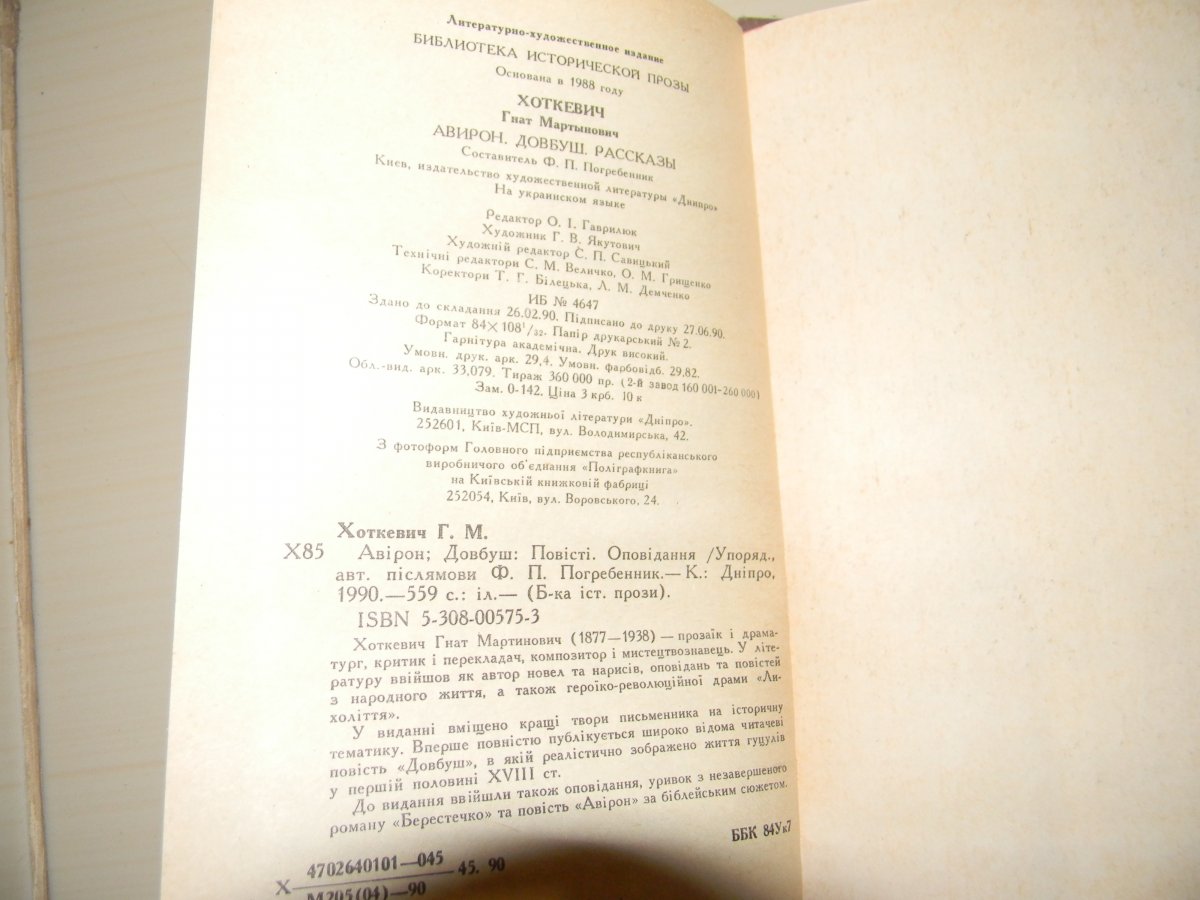 Литературно-художественное издание
БИБЛИОТЕКА ИСТОРИЧЕСКОЙ ПРОЗЫ
Основана в 1988 году
ХОТКЕВИЧ
Гнат Мартынович
АВИРОН. ДОВБУШ. РАССКАЗЫ
Составитель Ф. П. Погребенник
Киев, издательство художественной литературы «Дніпро»
На украинском языке
Редактор О. І. Гаврилюк
Художник Г. В. Якутович
Художній редактор С. П. Савицький
Технічні редактори С. М. Величко, О. М. Грищенко
Коректори Т. Г. Білецька, Л. М. Демченко
ИБ № 4647
Здано до складання 26.02.90. Підписано до друку 27.06.90.
Формат 84×108¹/₃₂. Папір друкарський № 2.
Гарнітура академічна. Друк високий.
Умовн. друк. арк. 29,4. Умовн. фарбовідб. 29,82.
Обл.-вид. арк. 33,079. Тираж 360 000 пр. (2-й завод 160 001—260 000)
Зам. 0-142. Ціна 3 крб. 10 к
Видавництво художньої літератури «Дніпро».
252601, Київ-МСП, вул. Володимирська, 42.
З фотоформ Головного підприємства республіканського
виробничого об'єднання «Поліграфкнига»
на Київській книжковій фабриці
252054, Київ, вул. Воровського, 24.
Хоткевич Г. М.
Х85 Авірон; Довбуш: Повісті. Оповідання /Упоряд.,
авт. післямови Ф. П. Погребенник.— К.: Дніпро,
1990.—559 с.: іл.— (Б-ка іст. прози).
ISBN 5-308-00575-3
Хоткевич Гнат Мартинович (1877—1938) — прозаїк і драма-
тург, критик і перекладач, композитор і мистецтвознавець. У літе-
ратуру ввійшов як автор новел та нарисів, оповідань та повістей
з народного життя, а також героїко-революційної драми «Ли-
холіття».
У виданні вміщено кращі твори письменника на історичну
тематику. Вперше повністю публікується широко відома читачеві
повість «Довбуш», в якій реалістично зображено життя гуцулів
у першій половині XVIII ст.
До видання ввійшли також оповідання, уривок з незавершеного
роману «Берестечко» та повість «Авірон» за біблейським сюжетом.
ББК 84Ук7
4702640101—045
Х 45. 90
М205(04)—90